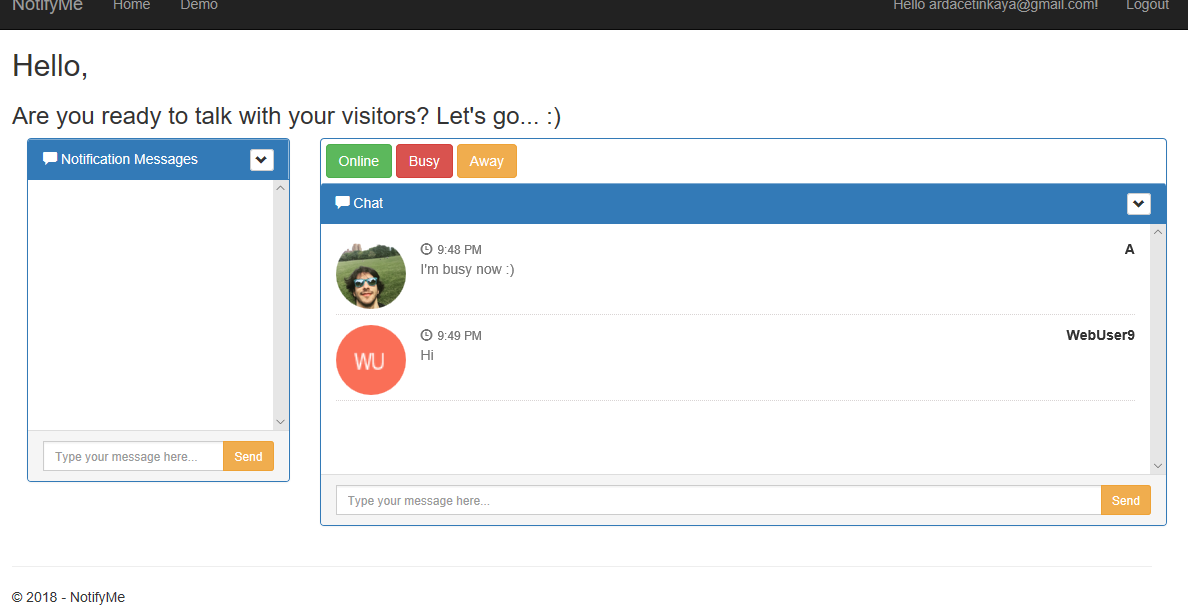 NotifyMe Home Demo Hello ardacetinkaya@gmail.com! Logout
Hello,
Are you ready to talk with your visitors? Let's go... :)
Notification Messages
Type your message here... Send
Online Busy Away
Chat
9:48 PM A
I'm busy now :)
WU
9:49 PM WebUser9
Hi
Type your message here... Send
© 2018 - NotifyMe